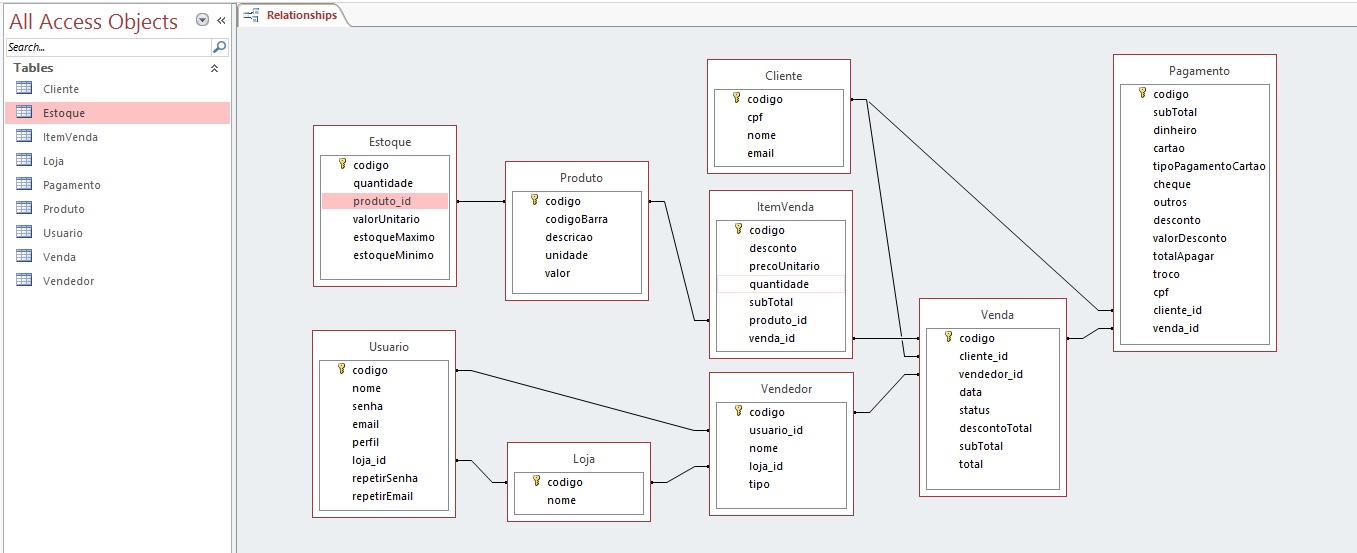 All Access Objects
Search...
Tables
Cliente
Estoque
ItemVenda
Loja
Pagamento
Produto
Usuario
Venda
Vendedor
Relationships
Estoque
codigo
quantidade
produto_id
valorUnitario
estoqueMaximo
estoqueMinimo
Produto
codigo
codigoBarra
descricao
unidade
valor
Cliente
codigo
cpf
nome
email
ItemVenda
codigo
desconto
precoUnitario
quantidade
subTotal
produto_id
venda_id
Pagamento
codigo
subTotal
dinheiro
cartao
tipoPagamentoCartao
cheque
outros
desconto
valorDesconto
totalApagar
troco
cpf
cliente_id
venda_id
Usuario
codigo
nome
senha
email
perfil
loja_id
repetirSenha
repetirEmail
Loja
codigo
nome
Vendedor
codigo
usuario_id
nome
loja_id
tipo
Venda
codigo
cliente_id
vendedor_id
data
status
descontoTotal
subTotal
total